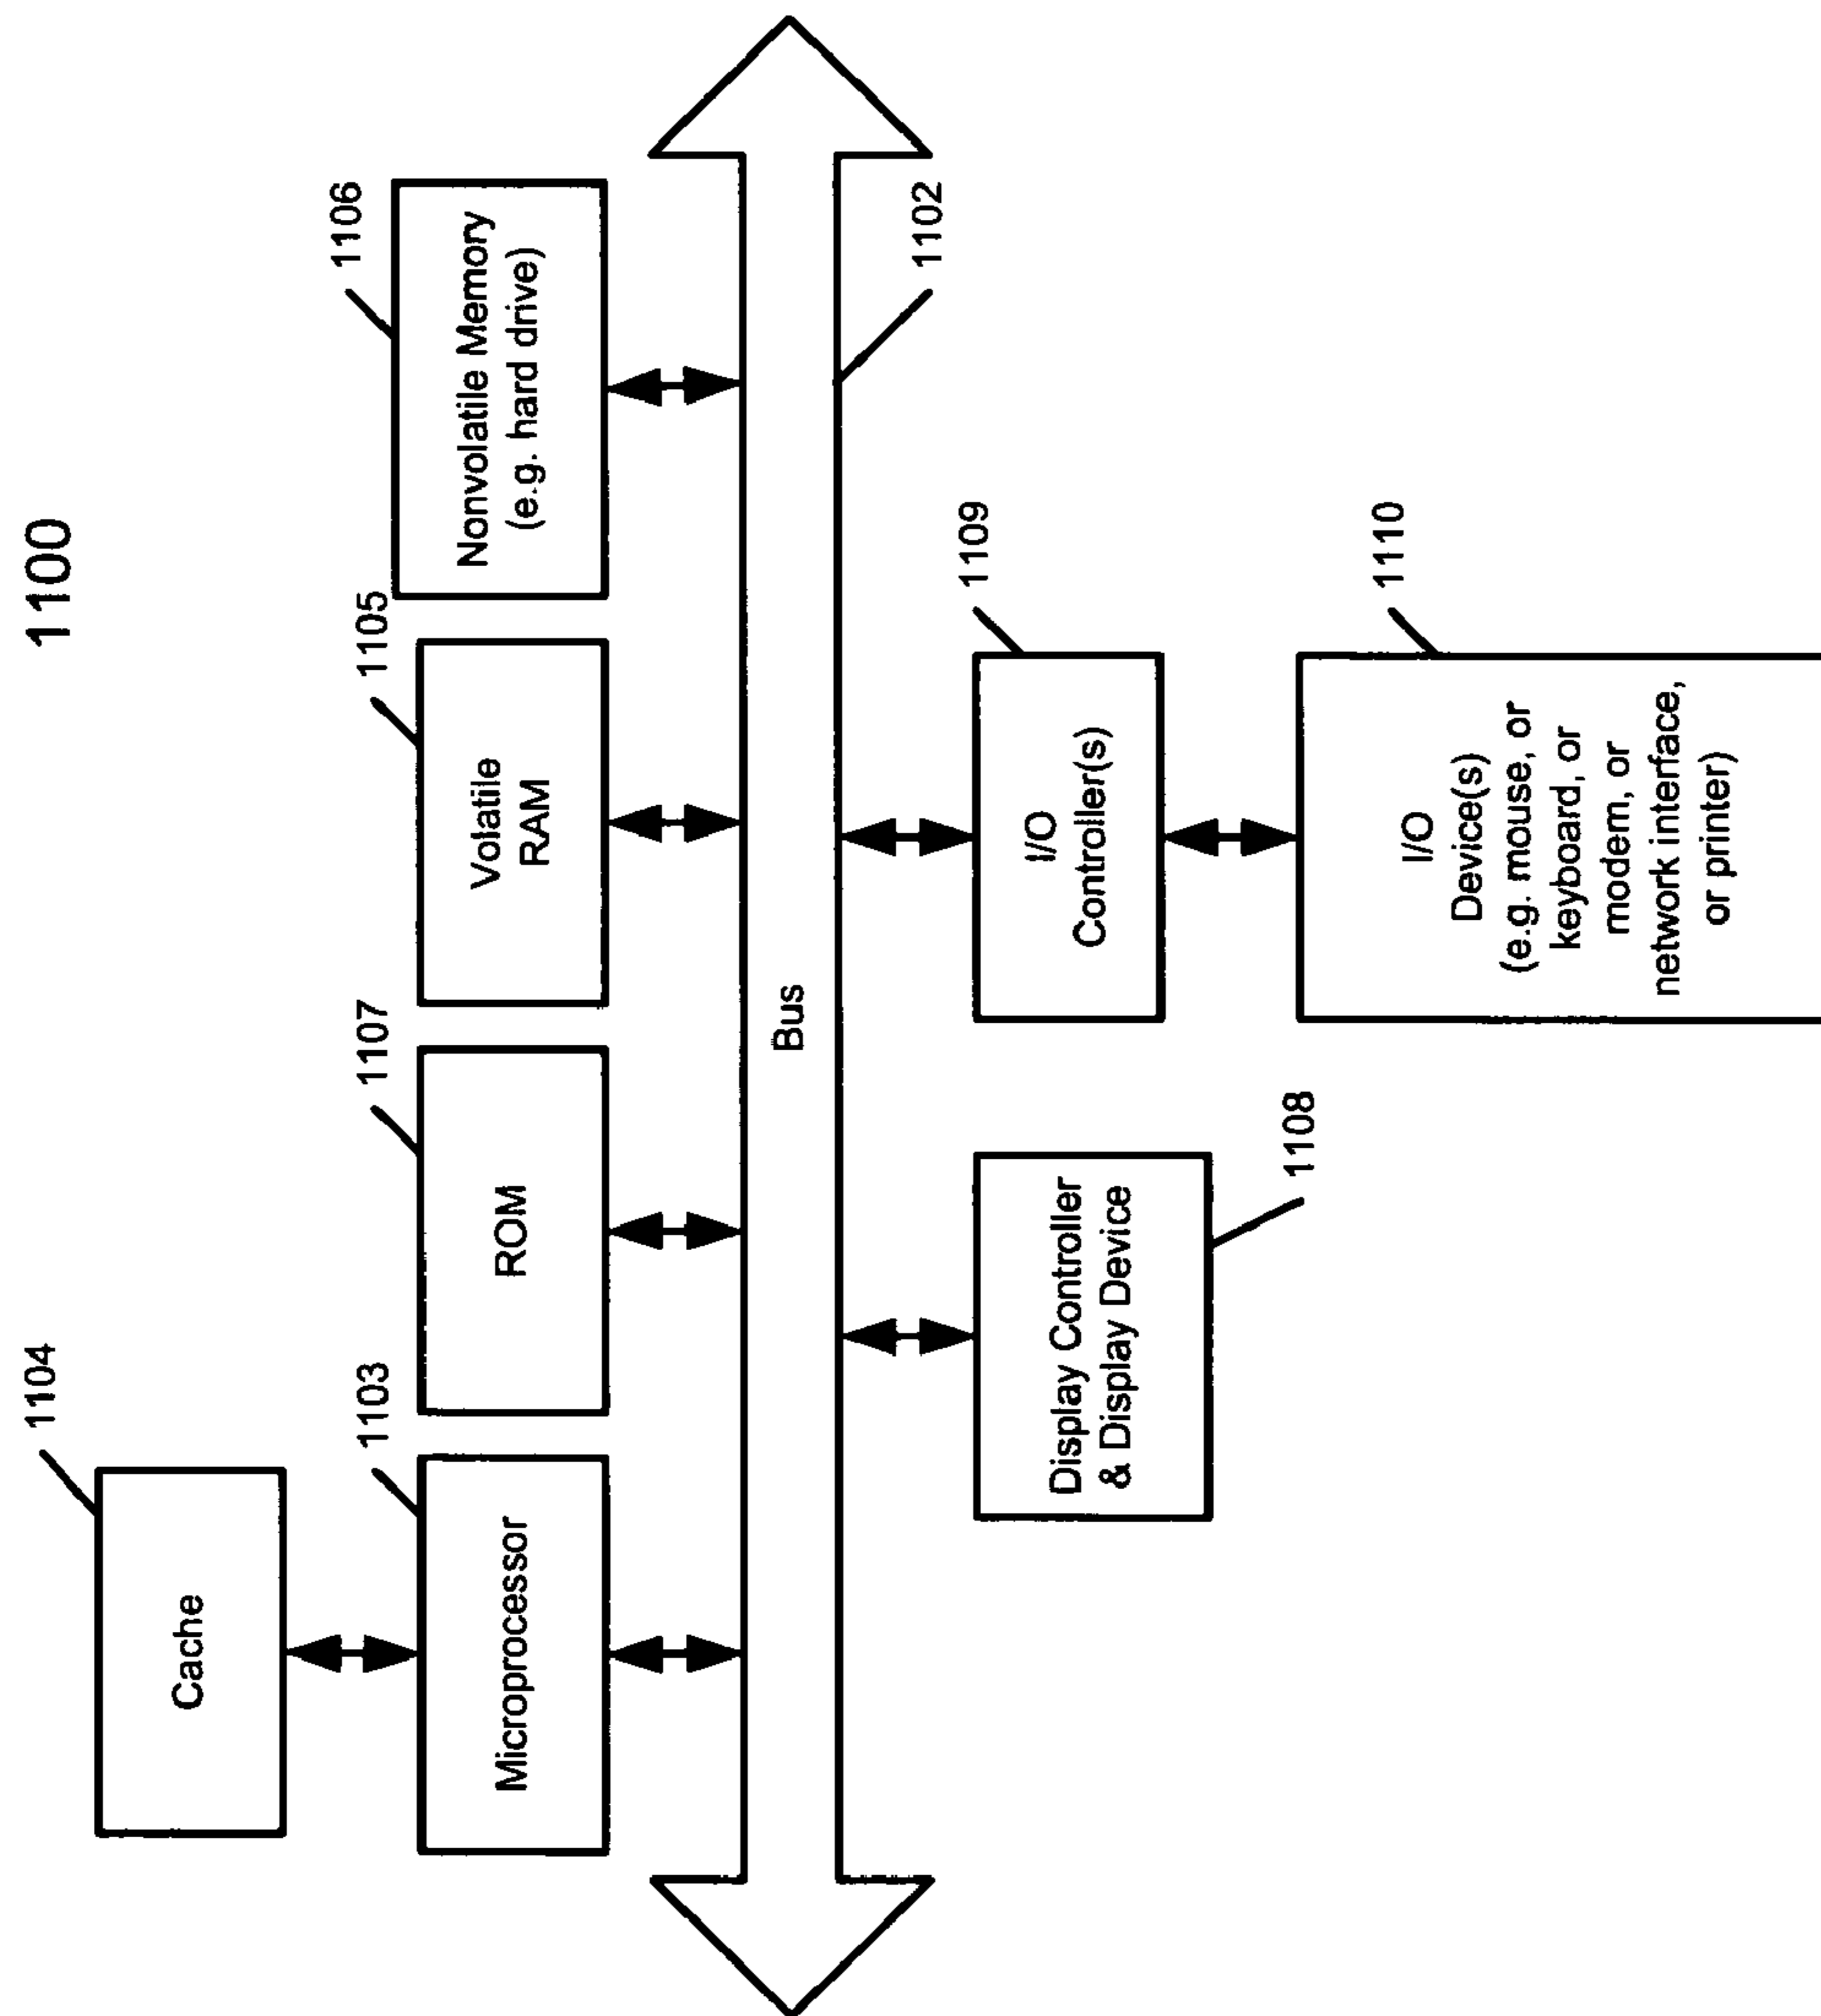 1100
1104
Cache
1103
Microprocessor
1107
ROM
1105
Volatile
RAM
1106
Nonvolatile Memory
(e.g. hard drive)
Bus
1102
1108
Display Controller
& Display Device
1109
I/O
Controller(s)
1110
I/O
Device(s)
(e.g. mouse, or
keyboard, or
modem, or
network interface,
or printer)